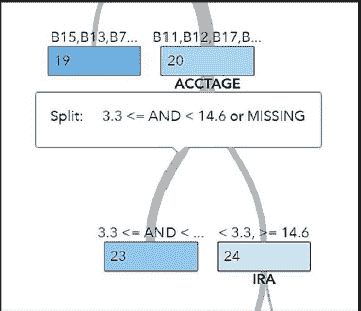 B15,B13,B7... B11,B12,B17,B...
19 20
ACCTAGE
Split: 3.3 <= AND < 14.6 or MISSING
3.3 <= AND < ... < 3.3, >= 14.6
23 24
IRA